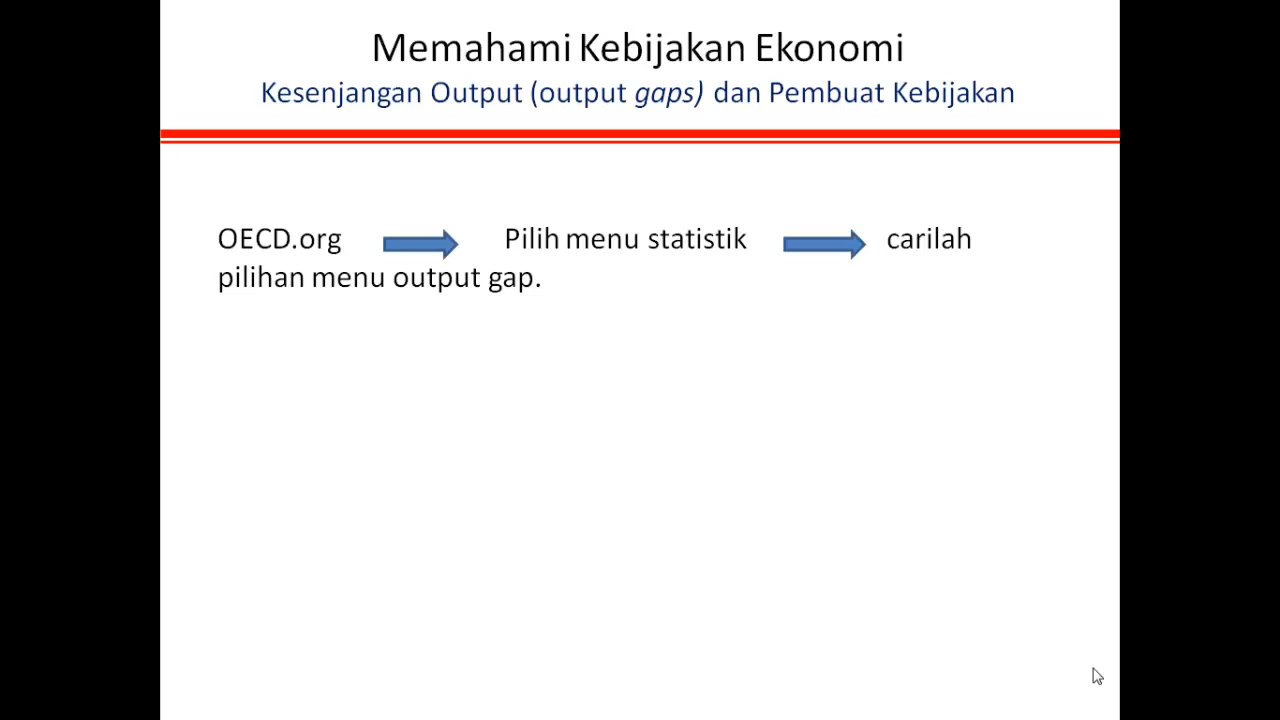 Memahami Kebijakan Ekonomi
Kesenjangan Output (output gaps) dan Pembuat Kebijakan
OECD.org Pilih menu statistik carilah
pilihan menu output gap.